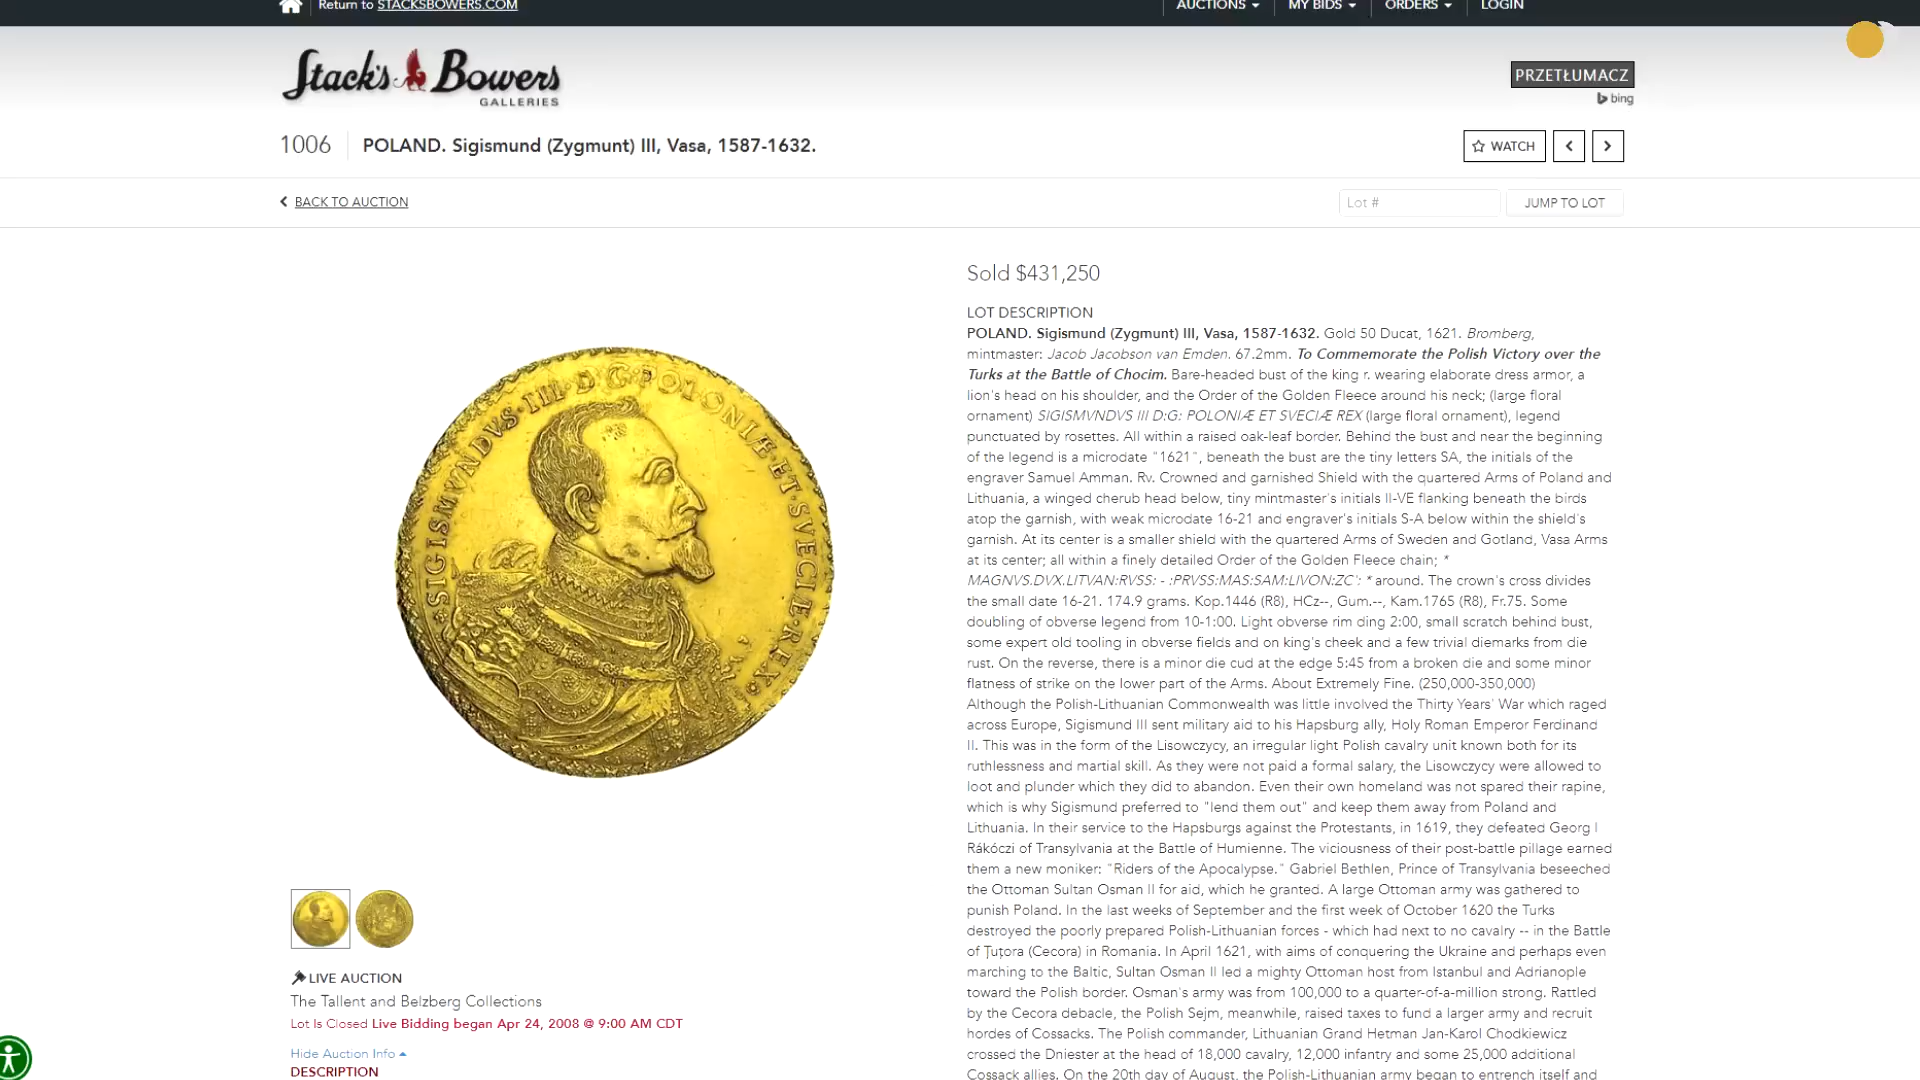 Return to STACKSBOWERS.COM
AUCTIONS
MY BIDS
ORDERS
LOGIN
Stack's Bowers
GALLERIES
PRZETŁUMACZ
bing
1006
POLAND. Sigismund (Zygmunt) III, Vasa, 1587-1632.
WATCH
BACK TO AUCTION
Lot #
JUMP TO LOT
SIGISMVNDVS·III·D:G:POLONIÆ·ET·SVECIÆ·REX
Sold $431,250
LOT DESCRIPTION
POLAND. Sigismund (Zygmunt) III, Vasa, 1587-1632. Gold 50 Ducat, 1621. Bromberg,
mintmaster: Jacob Jacobson van Emden. 67.2mm. To Commemorate the Polish Victory over the
Turks at the Battle of Chocim. Bare-headed bust of the king r. wearing elaborate dress armor, a
lion's head on his shoulder, and the Order of the Golden Fleece around his neck; (large floral
ornament) SIGISMVNDVS III D:G: POLONIÆ ET SVECIÆ REX (large floral ornament), legend
punctuated by rosettes. All within a raised oak-leaf border. Behind the bust and near the beginning
of the legend is a microdate "1621", beneath the bust are the tiny letters SA, the initials of the
engraver Samuel Amman. Rv. Crowned and garnished Shield with the quartered Arms of Poland and
Lithuania, a winged cherub head below, tiny mintmaster's initials II-VE flanking beneath the birds
atop the garnish, with weak microdate 16-21 and engraver's initials S-A below within the shield's
garnish. At its center is a smaller shield with the quartered Arms of Sweden and Gotland, Vasa Arms
at its center; all within a finely detailed Order of the Golden Fleece chain; *
MAGNVS.DVX.LITVAN:RVSS: - :PRVSS:MAS:SAM:LIVON:ZC': * around. The crown's cross divides
the small date 16-21. 174.9 grams. Kop.1446 (R8), HCz--, Gum.--, Kam.1765 (R8), Fr.75. Some
doubling of obverse legend from 10-1:00. Light obverse rim ding 2:00, small scratch behind bust,
some expert old tooling in obverse fields and on king's cheek and a few trivial diemarks from die
rust. On the reverse, there is a minor die cud at the edge 5:45 from a broken die and some minor
flatness of strike on the lower part of the Arms. About Extremely Fine. (250,000-350,000)
Although the Polish-Lithuanian Commonwealth was little involved the Thirty Years' War which raged
across Europe, Sigismund III sent military aid to his Hapsburg ally, Holy Roman Emperor Ferdinand
II. This was in the form of the Lisowczycy, an irregular light Polish cavalry unit known both for its
ruthlessness and martial skill. As they were not paid a formal salary, the Lisowczycy were allowed to
loot and plunder which they did to abandon. Even their own homeland was not spared their rapine,
which is why Sigismund preferred to "lend them out" and keep them away from Poland and
Lithuania. In their service to the Hapsburgs against the Protestants, in 1619, they defeated Georg I
Rákóczi of Transylvania at the Battle of Humienne. The viciousness of their post-battle pillage earned
them a new moniker: "Riders of the Apocalypse." Gabriel Bethlen, Prince of Transylvania beseeched
the Ottoman Sultan Osman II for aid, which he granted. A large Ottoman army was gathered to
punish Poland. In the last weeks of September and the first week of October 1620 the Turks
destroyed the poorly prepared Polish-Lithuanian forces - which had next to no cavalry -- in the Battle
of Ţuţora (Cecora) in Romania. In April 1621, with aims of conquering the Ukraine and perhaps even
marching to the Baltic, Sultan Osman II led a mighty Ottoman host from Istanbul and Adrianople
toward the Polish border. Osman's army was from 100,000 to a quarter-of-a-million strong. Rattled
by the Cecora debacle, the Polish Sejm, meanwhile, raised taxes to fund a larger army and recruit
hordes of Cossacks. The Polish commander, Lithuanian Grand Hetman Jan-Karol Chodkiewicz
crossed the Dniester at the head of 18,000 cavalry, 12,000 infantry and some 25,000 additional
Cossack allies. On the 20th day of August, the Polish-Lithuanian army began to entrench itself and
LIVE AUCTION
The Tallent and Belzberg Collections
Lot Is Closed Live Bidding began Apr 24, 2008 @ 9:00 AM CDT
Hide Auction Info
DESCRIPTION